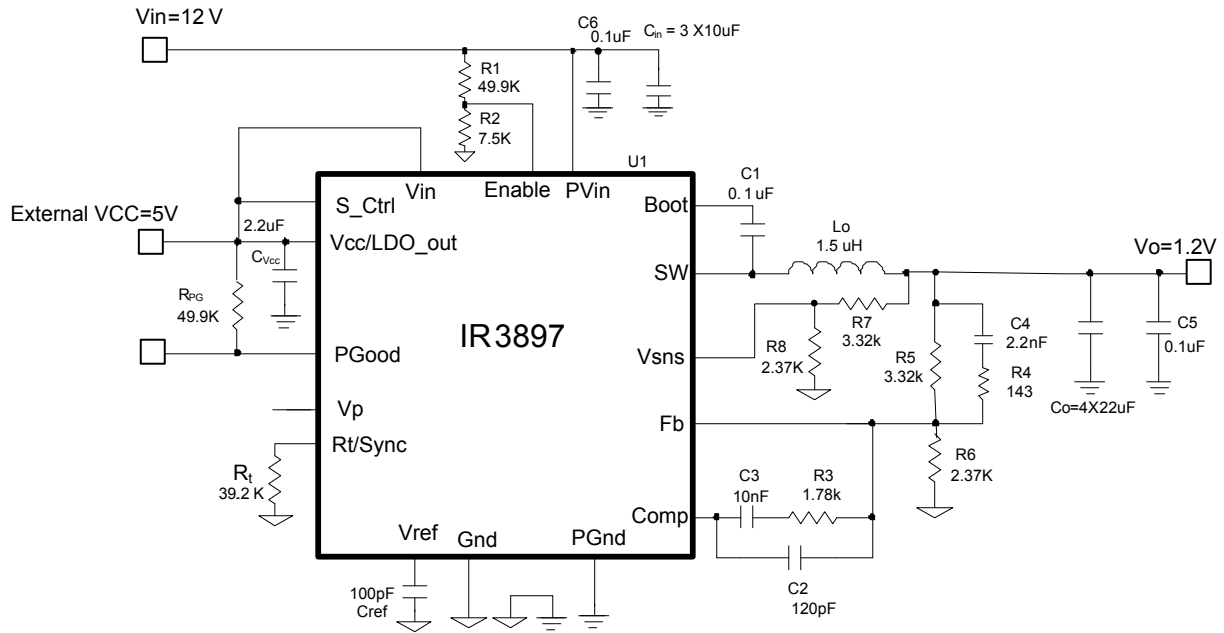 Vin=12 V
C6
0.1uF
Cin = 3 X10uF
R1
49.9K
R2
7.5K
U1
Vin
Enable
PVin
S_Ctrl
Boot
C1
0.1uF
External VCC=5V
2.2uF
CVcc
Vcc/LDO_out
Lo
1.5 uH
Vo=1.2V
SW
RPG
49.9K
IR3897
R7
3.32k
C4
2.2nF
C5
0.1uF
PGood
Vsns
R8
2.37K
R5
3.32k
R4
143
Co=4X22uF
Vp
Fb
Rt/Sync
R6
2.37K
Rt
39.2 K
C3
10nF
R3
1.78k
Comp
Vref
Gnd
PGnd
C2
120pF
100pF
Cref